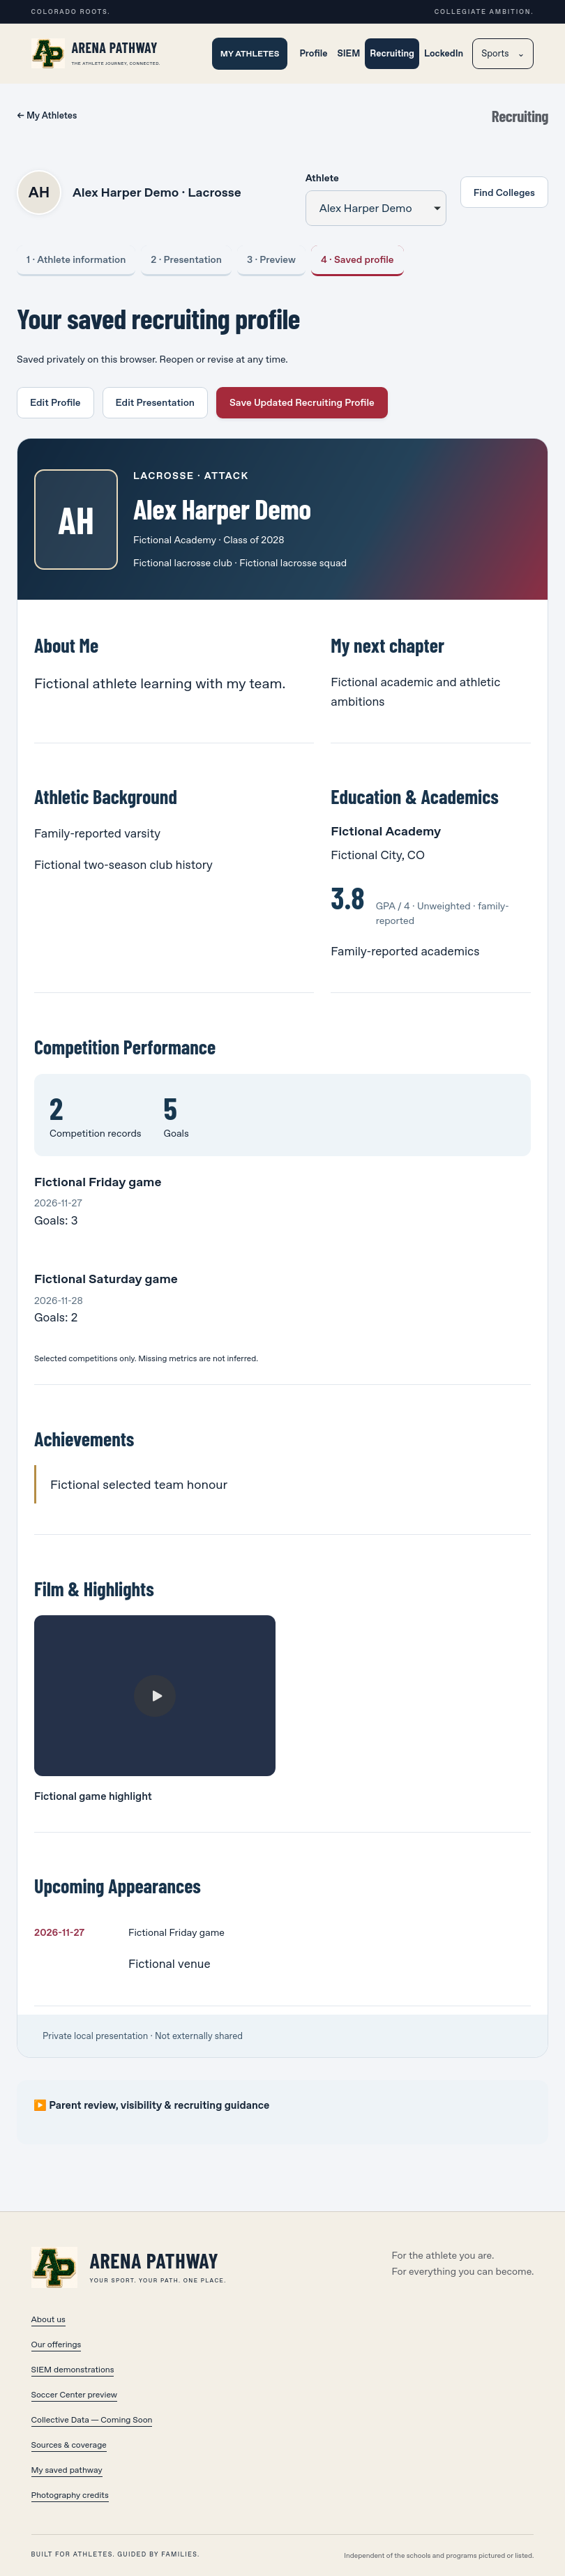 COLORADO ROOTS.
COLLEGIATE AMBITION.
AP
ARENA PATHWAY
THE ATHLETE JOURNEY, CONNECTED.
MY ATHLETES
Profile
SIEM
Recruiting
LockedIn
Sports
← My Athletes
Recruiting
AH
Alex Harper Demo · Lacrosse
Athlete
Alex Harper Demo
Find Colleges
1 · Athlete information
2 · Presentation
3 · Preview
4 · Saved profile
Your saved recruiting profile
Saved privately on this browser. Reopen or revise at any time.
Edit Profile
Edit Presentation
Save Updated Recruiting Profile
AH
LACROSSE · ATTACK
Alex Harper Demo
Fictional Academy · Class of 2028
Fictional lacrosse club · Fictional lacrosse squad
About Me
Fictional athlete learning with my team.
My next chapter
Fictional academic and athletic
ambitions
Athletic Background
Family-reported varsity
Fictional two-season club history
Education & Academics
Fictional Academy
Fictional City, CO
3.8
GPA / 4 · Unweighted · family-
reported
Family-reported academics
Competition Performance
2
Competition records
5
Goals
Fictional Friday game
2026-11-27
Goals: 3
Fictional Saturday game
2026-11-28
Goals: 2
Selected competitions only. Missing metrics are not inferred.
Achievements
Fictional selected team honour
Film & Highlights
Fictional game highlight
Upcoming Appearances
2026-11-27
Fictional Friday game
Fictional venue
Private local presentation · Not externally shared
Parent review, visibility & recruiting guidance
AP
ARENA PATHWAY
YOUR SPORT. YOUR PATH. ONE PLACE.
For the athlete you are.
For everything you can become.
About us
Our offerings
SIEM demonstrations
Soccer Center preview
Collective Data — Coming Soon
Sources & coverage
My saved pathway
Photography credits
BUILT FOR ATHLETES. GUIDED BY FAMILIES.
Independent of the schools and programs pictured or listed.